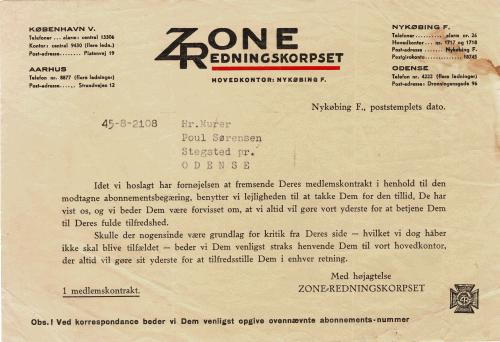 KØBENHAVN V.
Telefoner ... alarm: central 13306
Kontor: central 9430 (flere ledn.)
Post-adresse: ..... Platanvej 19
AARHUS
Telefon nr. 8877 (flere ledninger)
Post-adresse: ..... Strandvejen 12
ZONE
REDNINGSKORPSET
HOVEDKONTOR: NYKØBING F.
NYKØBING F.
Telefoner ........ alarm nr. 26
Hovedkontor - nr. 1717 og 1718
Post-adresse ..... Nykøbing F.
Postgirokonto ........ 18745
ODENSE
Telefon nr. 4222 (flere ledninger)
Post-adresse: Dronningensgade 96
Nykøbing F., poststemplets dato.
45-8-2108 Hr.Murer
Poul Sørensen
Stegsted pr.
ODENSE
Idet vi hoslagt har fornøjelsen at fremsende Deres medlemskontrakt i henhold til den
modtagne abonnementsbegæring, benytter vi lejligheden til at takke Dem for den tillid, De har
vist os, og vi beder Dem være forvisset om, at vi altid vil gøre vort yderste for at betjene Dem
til Deres fulde tilfredshed.
Skulle der nogensinde være grundlag for kritik fra Deres side — hvilket vi dog håber
ikke skal blive tilfældet — beder vi Dem venligst straks henvende Dem til vort hovedkontor,
der altid vil gøre sit yderste for at tilfredsstille Dem i enhver retning.
Med højagtelse
1 medlemskontrakt. ZONE-REDNINGSKORPSET
Obs.! Ved korrespondance beder vi Dem venligst opgive ovennævnte abonnements-nummer